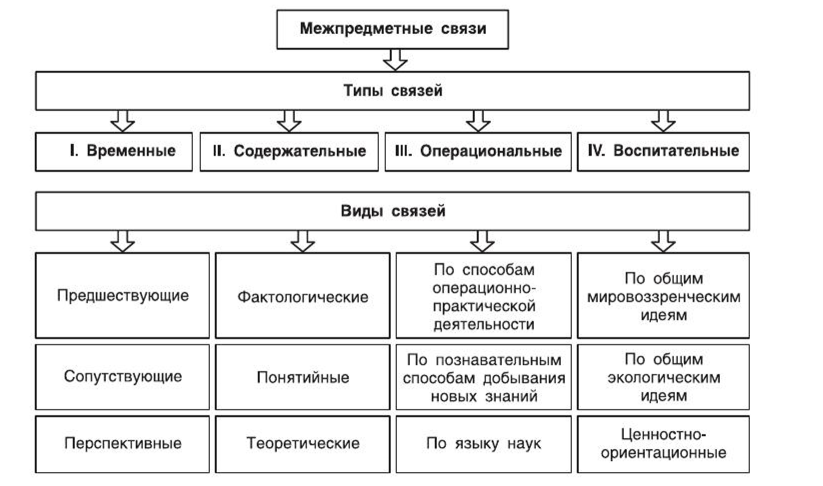 Межпредметные связи
Типы связей
I. Временные
II. Содержательные
III. Операциональные
IV. Воспитательные
Виды связей
Предшествующие
Фактологические
По способам
операционно-
практической
деятельности
По общим
мировоззренческим
идеям
Сопутствующие
Понятийные
По познавательным
способам добывания
новых знаний
По общим
экологическим
идеям
Перспективные
Теоретические
По языку наук
Ценностно-
ориентационные